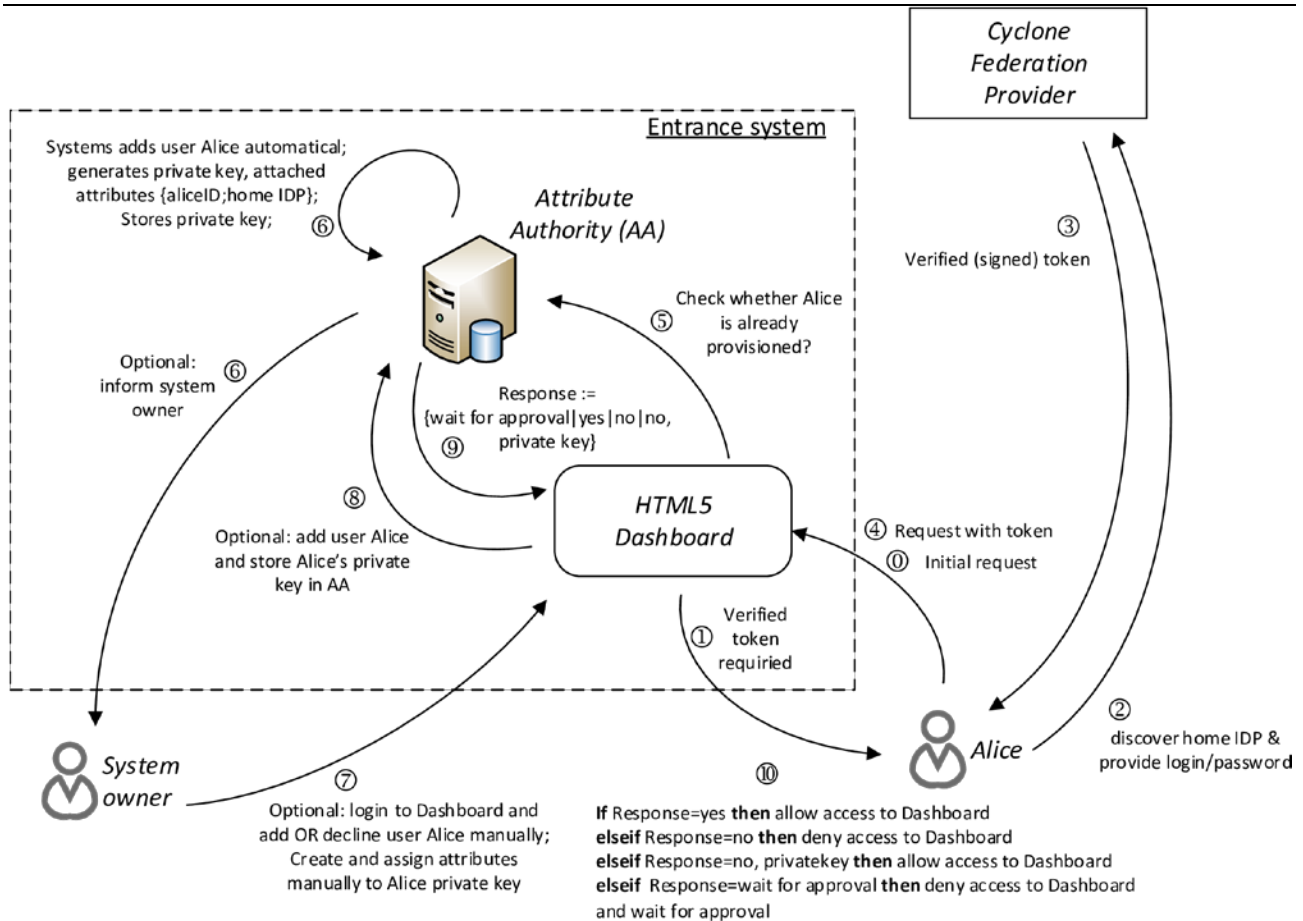 Cyclone
Federation
Provider
Entrance system
Systems adds user Alice automatical;
generates private key, attached
attributes {aliceID;home IDP};
Stores private key;
⑥
Attribute
Authority (AA)
③
Verified (signed) token
Check whether Alice
⑤ is already
provisioned?
Optional:
inform system
owner
⑥
Response :=
{wait for approval|yes|no|no,
private key}
⑨
⑧
Optional: add user Alice
and store Alice's private
key in AA
HTML5
Dashboard
④ Request with token
⓪ Initial request
① Verified
token
requiried
②
discover home IDP &
provide login/password
Alice
System
owner
⑦
Optional: login to Dashboard and
add OR decline user Alice manually;
Create and assign attributes
manually to Alice private key
⑩
If Response=yes then allow access to Dashboard
elseif Response=no then deny access to Dashboard
elseif Response=no, privatekey then allow access to Dashboard
elseif Response=wait for approval then deny access to Dashboard
and wait for approval